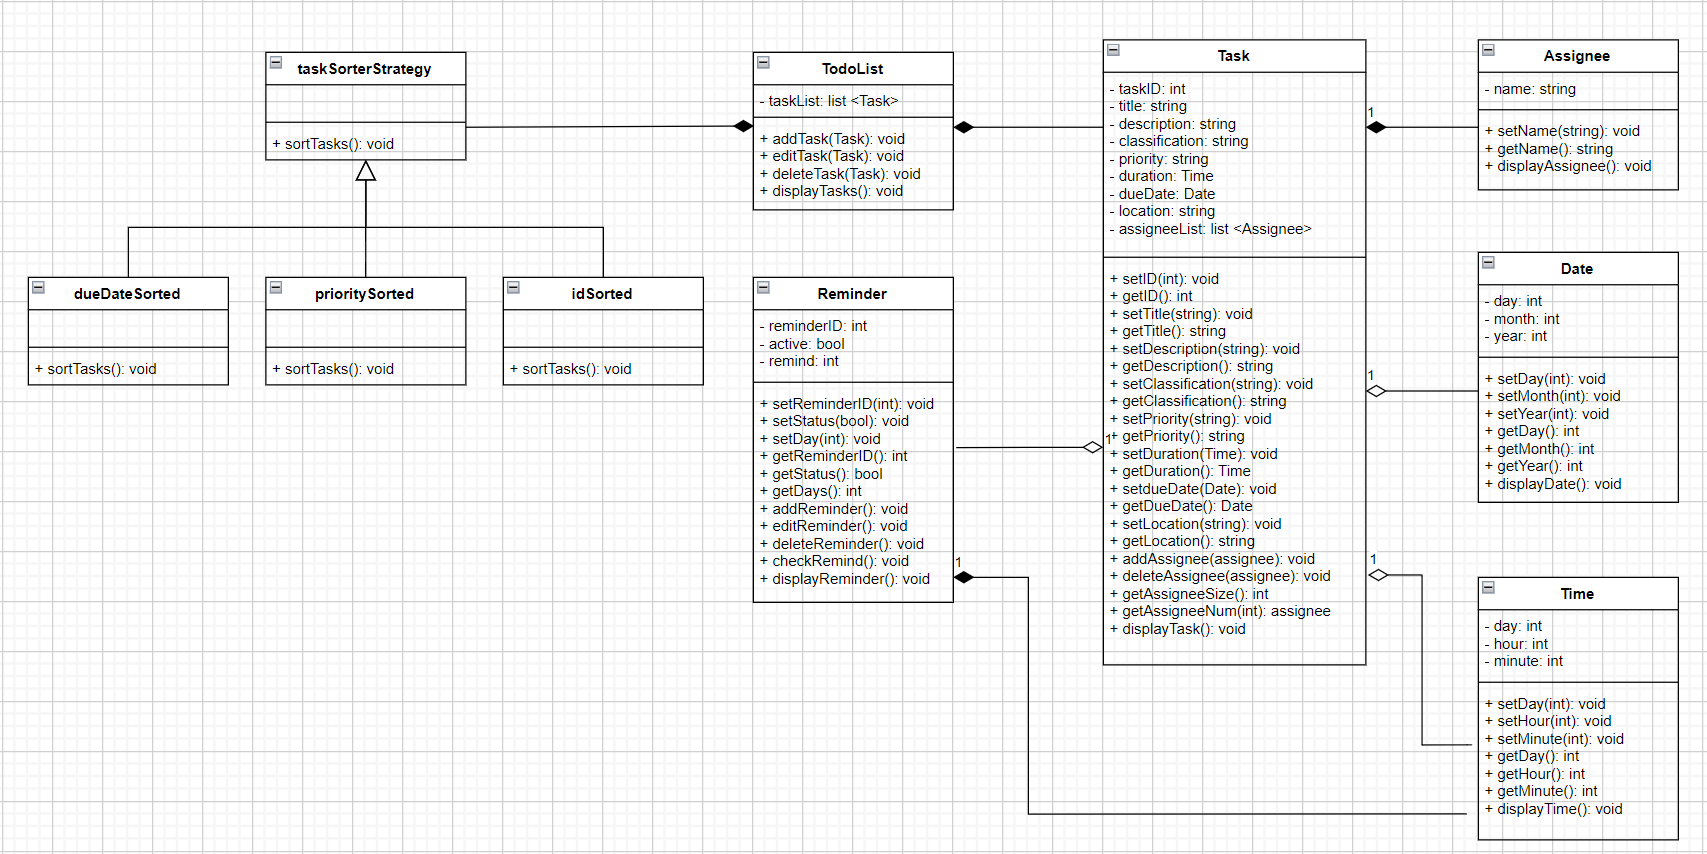 taskSorterStrategy
+ sortTasks(): void
dueDateSorted
+ sortTasks(): void
prioritySorted
+ sortTasks(): void
idSorted
+ sortTasks(): void
TodoList
- taskList: list <Task>
+ addTask(Task): void
+ editTask(Task): void
+ deleteTask(Task): void
+ displayTasks(): void
Reminder
- reminderID: int
- active: bool
- remind: int
+ setReminderID(int): void
+ setStatus(bool): void
+ setDay(int): void
+ getReminderID(): int
+ getStatus(): bool
+ getDays(): int
+ addReminder(): void
+ editReminder(): void
+ deleteReminder(): void
+ checkRemind(): void
+ displayReminder(): void
1
Task
- taskID: int
- title: string
- description: string
- classification: string
- priority: string
- duration: Time
- dueDate: Date
- location: string
- assigneeList: list <Assignee>
+ setID(int): void
+ getID(): int
+ setTitle(string): void
+ getTitle(): string
+ setDescription(string): void
+ getDescription(): string
+ setClassification(string): void
+ getClassification(): string
+ setPriority(string): void
1
+ getPriority(): string
+ setDuration(Time): void
+ getDuration(): Time
+ setdueDate(Date): void
+ getDueDate(): Date
+ setLocation(string): void
+ getLocation(): string
+ addAssignee(assignee): void
+ deleteAssignee(assignee): void
+ getAssigneeSize(): int
+ getAssigneeNum(int): assignee
+ displayTask(): void
1
1
1
Assignee
- name: string
+ setName(string): void
+ getName(): string
+ displayAssignee(): void
Date
- day: int
- month: int
- year: int
+ setDay(int): void
+ setMonth(int): void
+ setYear(int): void
+ getDay(): int
+ getMonth(): int
+ getYear(): int
+ displayDate(): void
Time
- day: int
- hour: int
- minute: int
+ setDay(int): void
+ setHour(int): void
+ setMinute(int): void
+ getDay(): int
+ getHour(): int
+ getMinute(): int
+ displayTime(): void